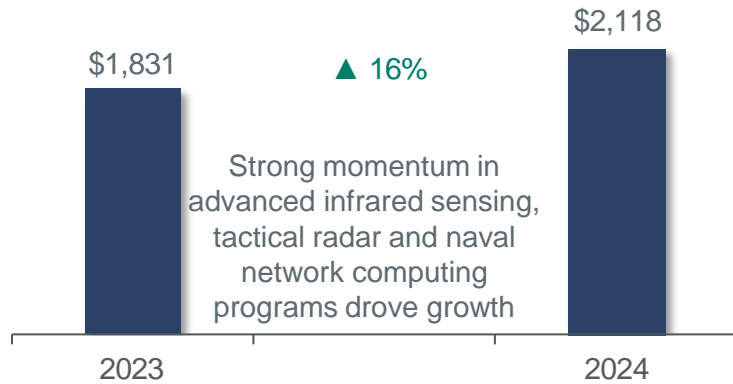 $2,118
$1,831
▲ 16%
Strong momentum in
advanced infrared sensing,
tactical radar and naval
network computing
programs drove growth
2023
2024